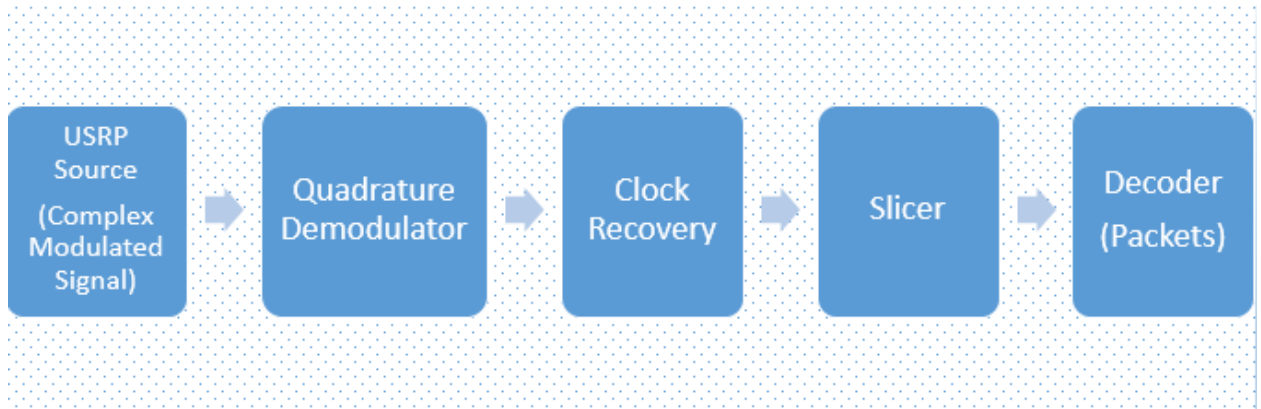 USRP
Source
(Complex
Modulated
Signal)
Quadrature
Demodulator
Clock
Recovery
Slicer
Decoder
(Packets)